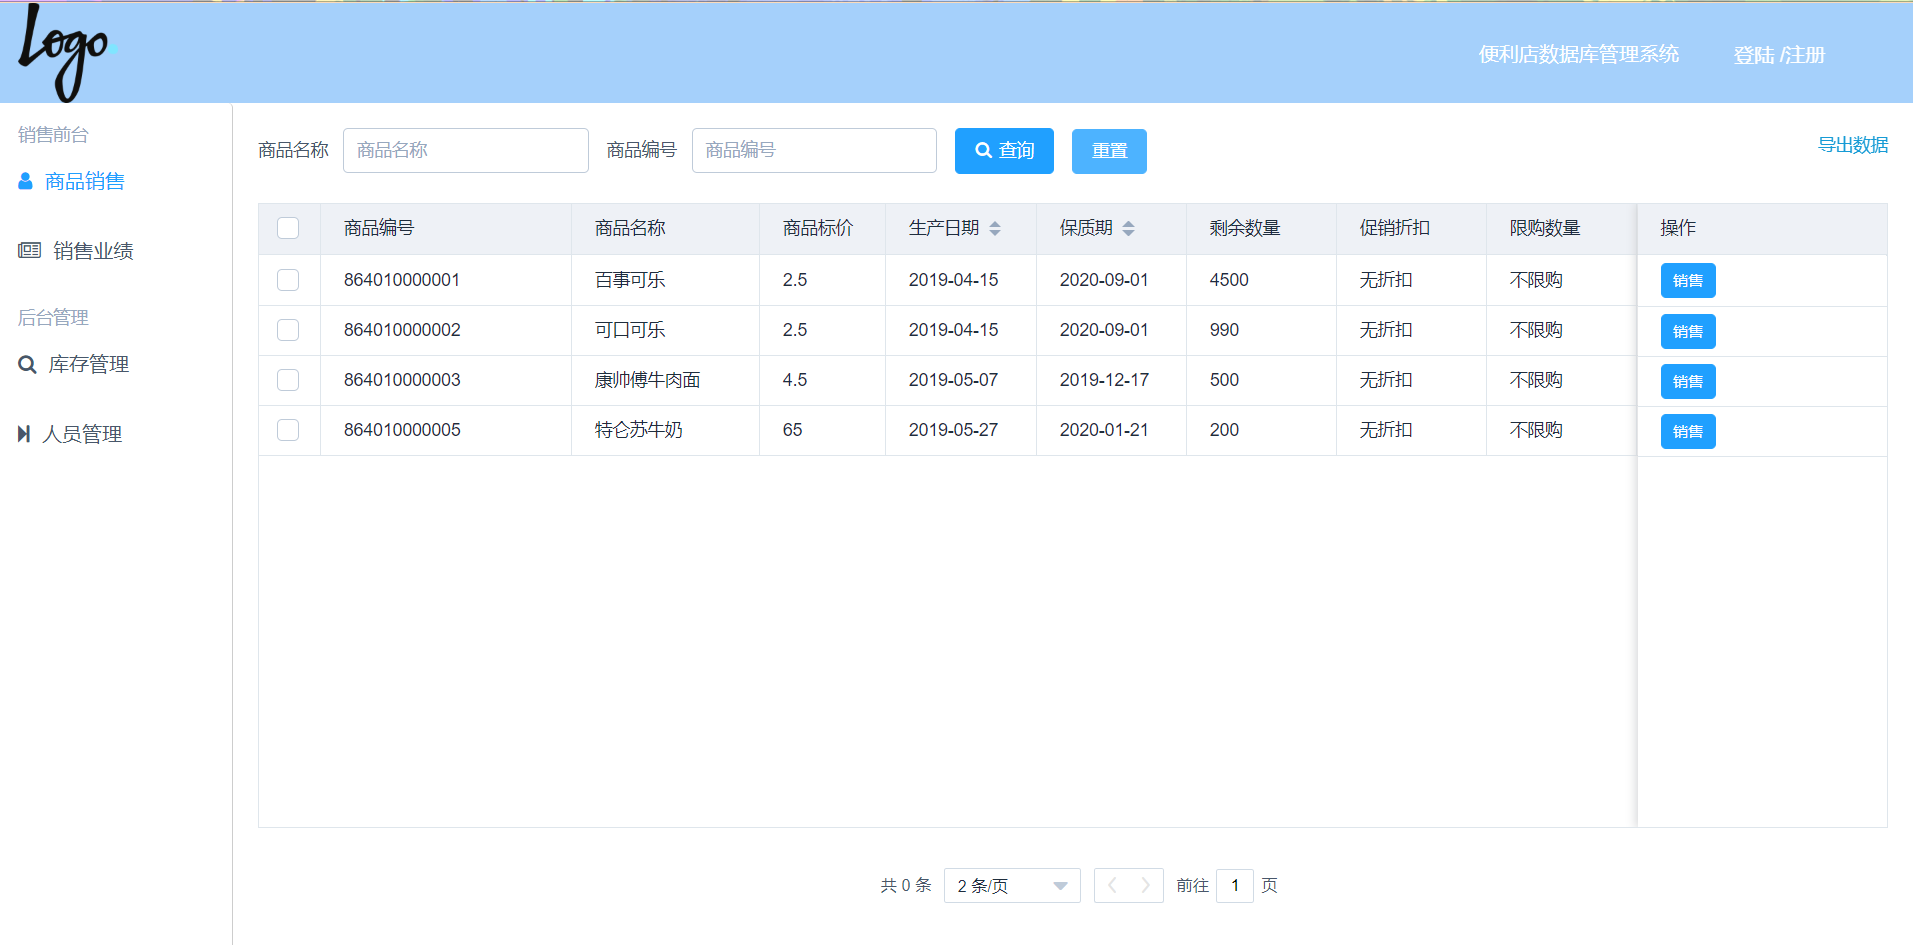 Logo
便利店数据库管理系统 登陆 /注册
销售前台
商品销售
销售业绩
后台管理
库存管理
人员管理
商品名称 商品名称 商品编号 商品编号 查询 重置 导出数据
商品编号 商品名称 商品标价 生产日期 保质期 剩余数量 促销折扣 限购数量 操作
864010000001 百事可乐 2.5 2019-04-15 2020-09-01 4500 无折扣 不限购 销售
864010000002 可口可乐 2.5 2019-04-15 2020-09-01 990 无折扣 不限购 销售
864010000003 康帅傅牛肉面 4.5 2019-05-07 2019-12-17 500 无折扣 不限购 销售
864010000005 特仑苏牛奶 65 2019-05-27 2020-01-21 200 无折扣 不限购 销售
共 0 条 2 条/页 前往 1 页